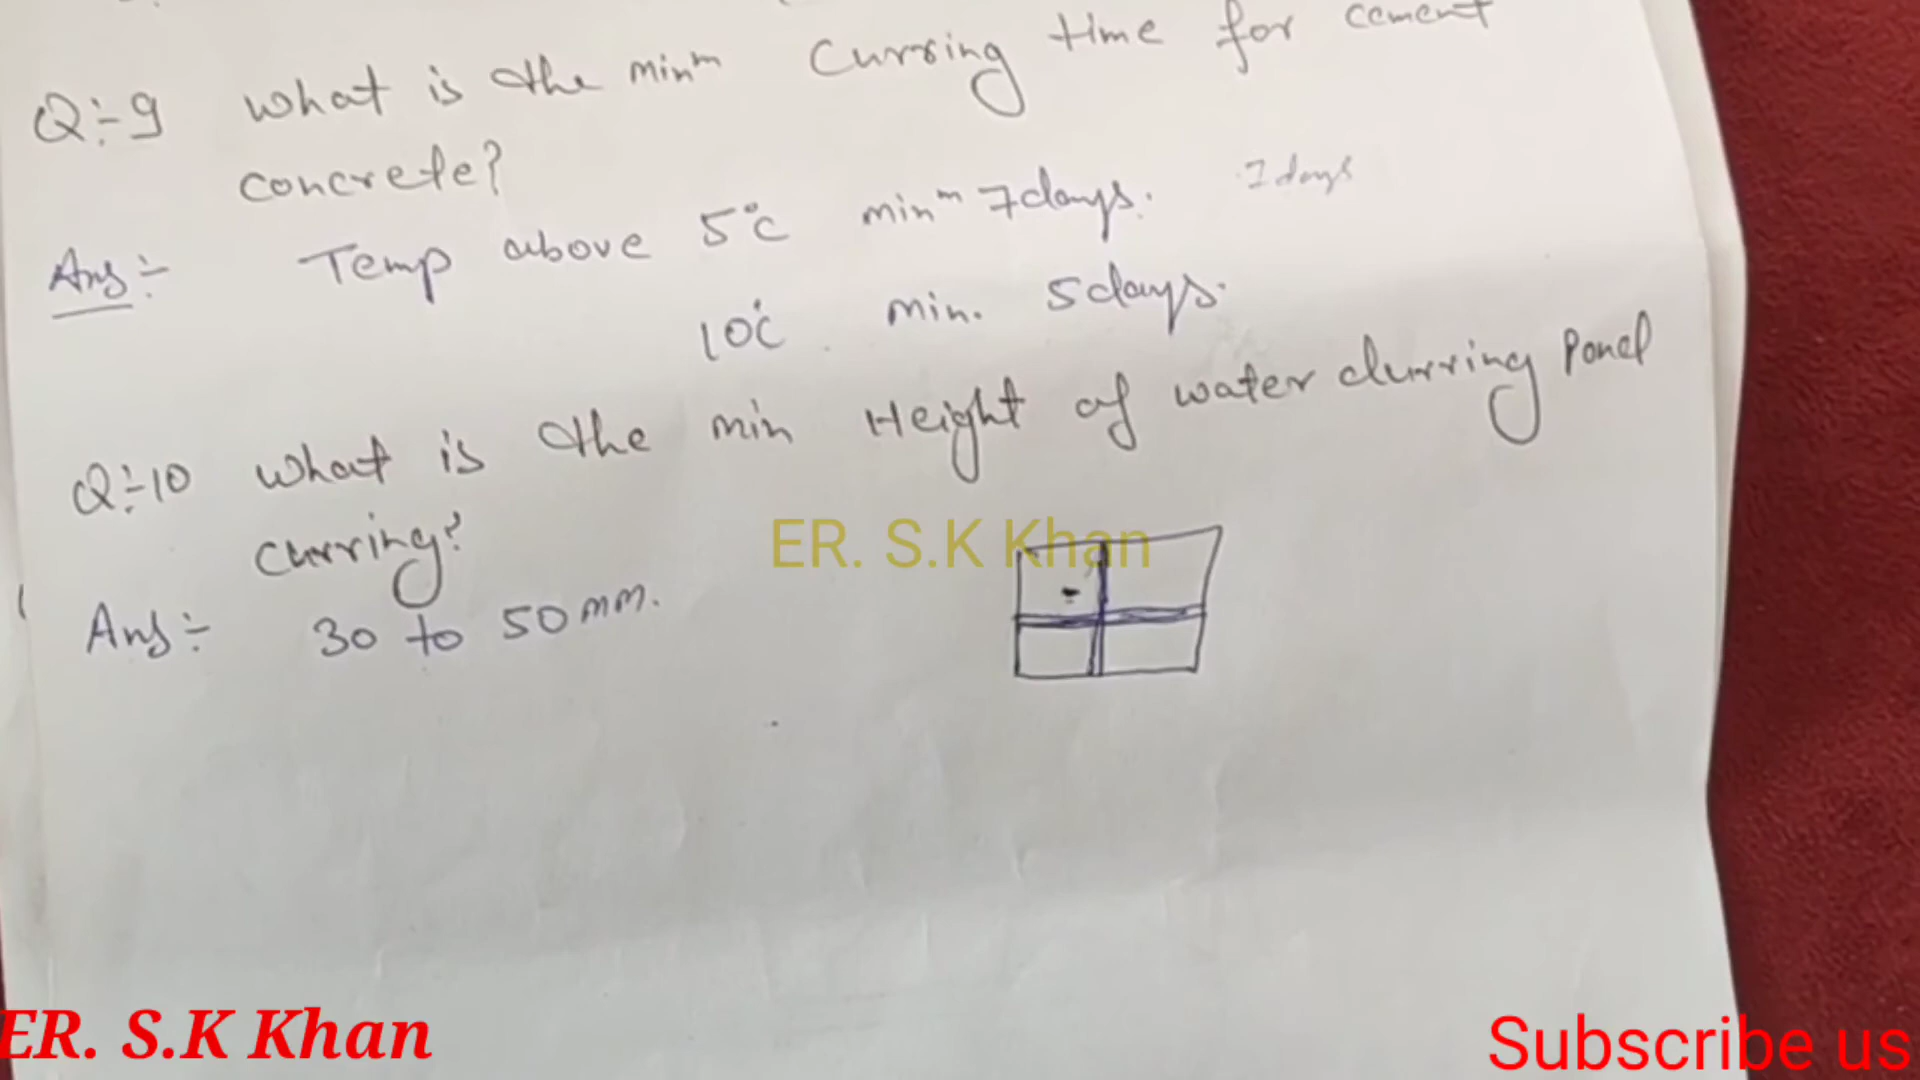 Q÷9 What is the minᵐ Curring time for cement
concrete?
Ans÷ Temp above 5°C minᵐ 7days. 7 days
10°C min. 5days.
Q÷10 What is the min Height of water durring Panel
curring?
Ans÷ 30 to 50mm.
ER. S.K Khan
ER. S.K Khan
Subscribe us